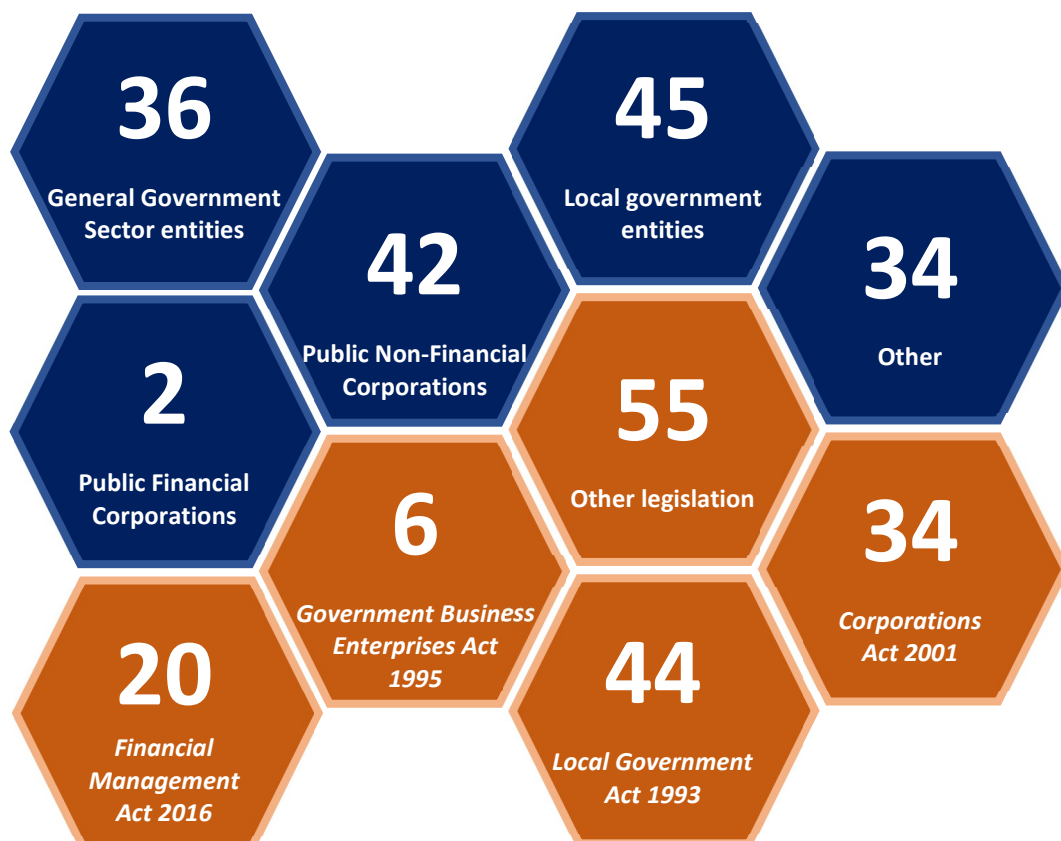 36
General Government
Sector entities
45
Local government
entities
42
Public Non-Financial
Corporations
34
Other
2
Public Financial
Corporations
55
Other legislation
6
Government Business
Enterprises Act
1995
34
Corporations
Act 2001
20
Financial
Management
Act 2016
44
Local Government
Act 1993